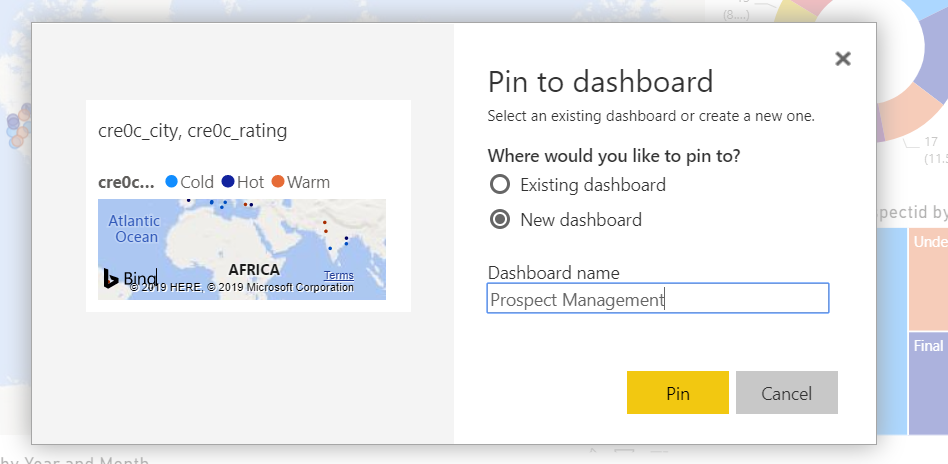 (8....)
Pin to dashboard
Select an existing dashboard or create a new one.
cre0c_city, cre0c_rating
Where would you like to pin to?
17
(11.5
cre0c... Cold Hot Warm
Existing dashboard
Atlantic
Ocean
New dashboard
pectid by
Unde
AFRICA
Terms
Bing
© 2019 HERE, © 2019 Microsoft Corporation
Dashboard name
Prospect Management
Final
Pin
Cancel
by Year and Month